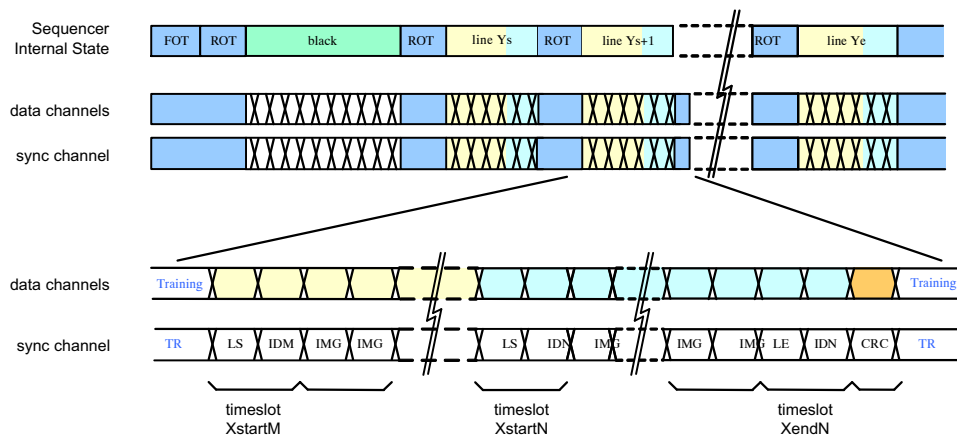 Sequencer
Internal State
FOT ROT black ROT line Ys ROT line Ys+1 ROT line Ye
data channels
sync channel
data channels
Training Training
sync channel
TR LS IDM IMG IMG LS IDN IMG IMG IMG LE IDN CRC TR
timeslot timeslot timeslot
XstartM XstartN XendN